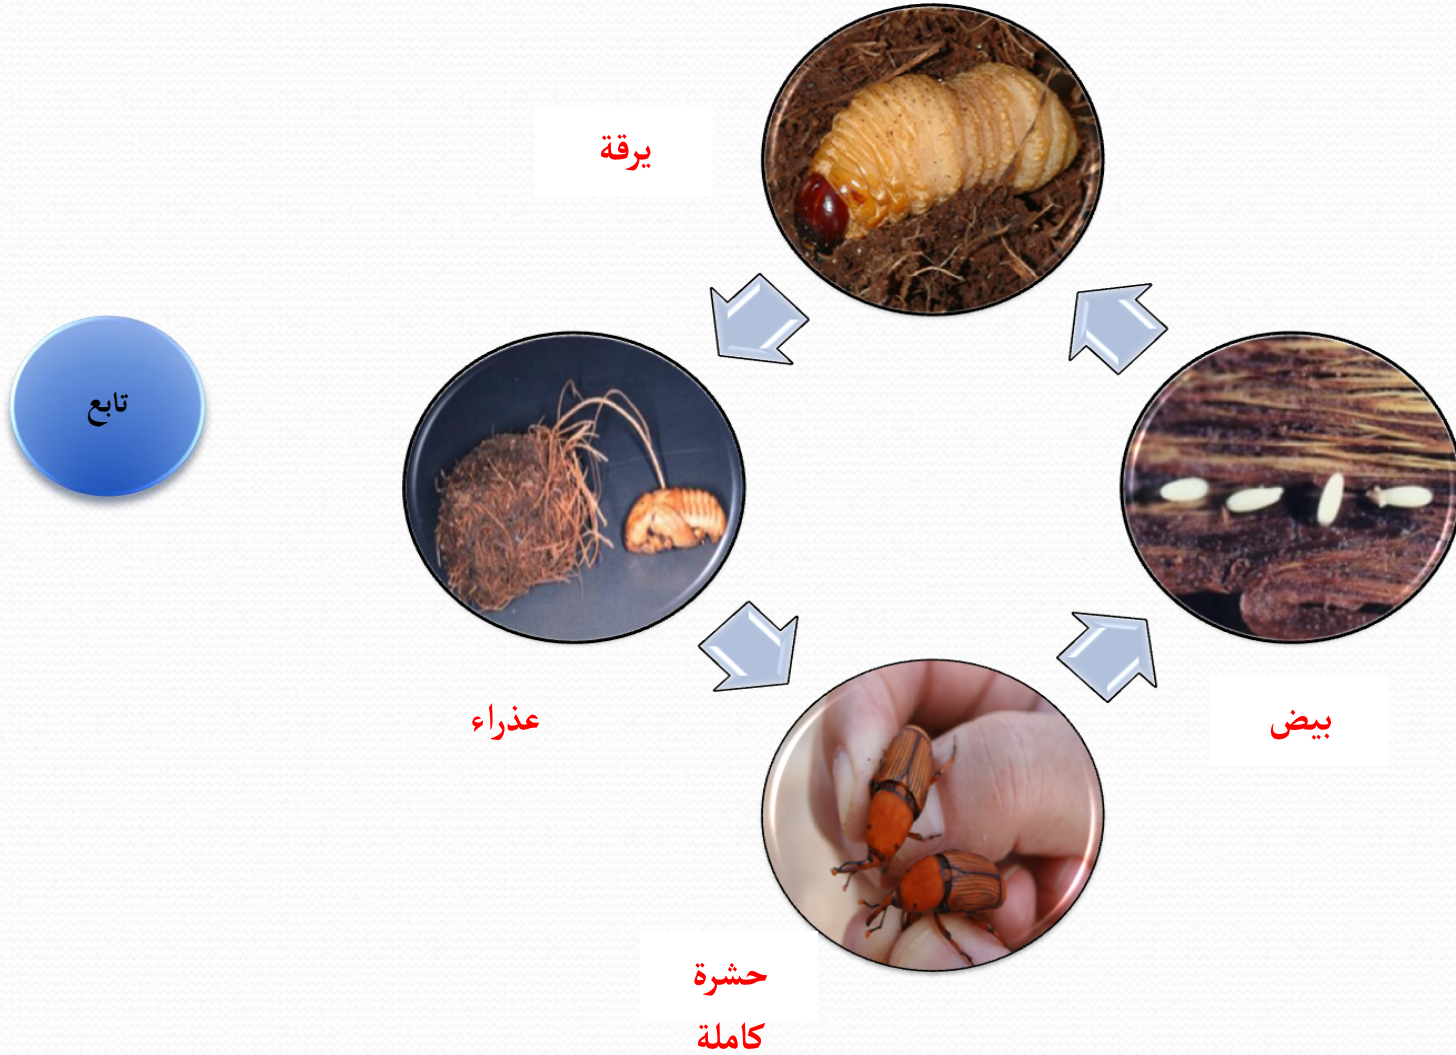 يرقة
تابع
عذراء
بيض
حشرة
كاملة